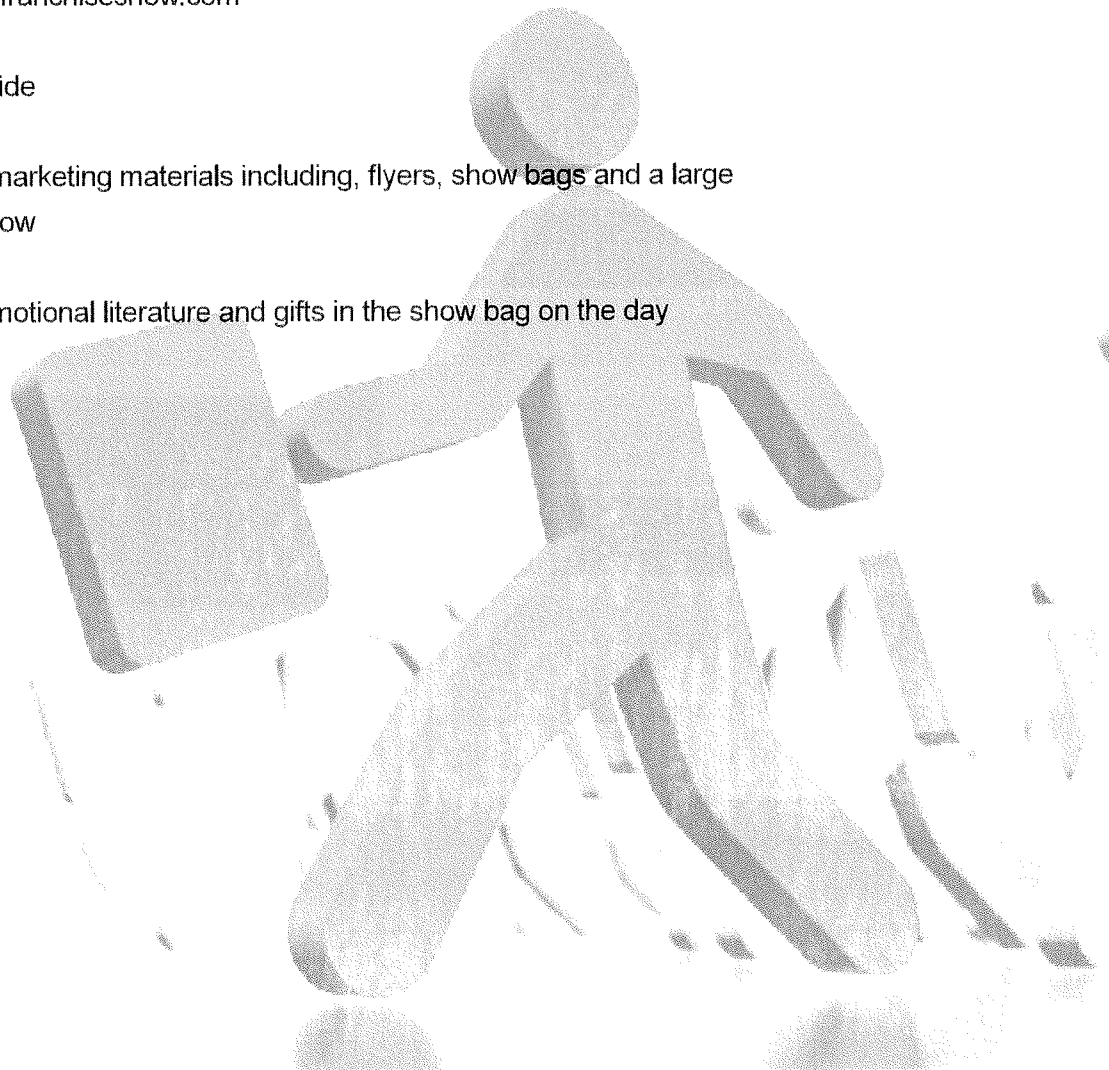 franchiseshow.com
ide
marketing materials including, flyers, show bags and a large
ow
notional literature and gifts in the show bag on the day